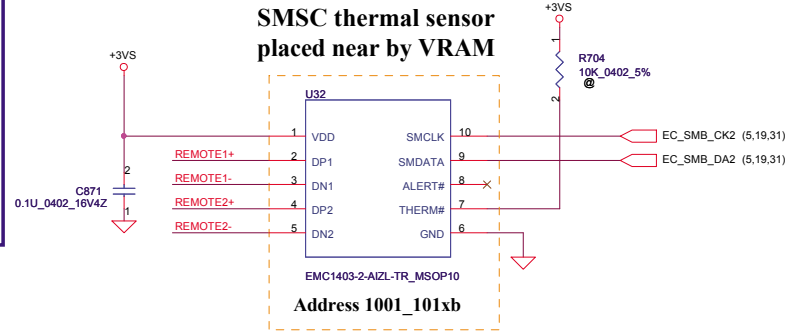 SMSC thermal sensor
placed near by VRAM
+3VS
+3VS
1
R704
10K_0402_5%
@
2
U32
1 VDD SMCLK 10 EC_SMB_CK2 (5,19,31)
REMOTE1+ 2 DP1 SMDATA 9 EC_SMB_DA2 (5,19,31)
REMOTE1- 3 DN1 ALERT# 8
REMOTE2+ 4 DP2 THERM# 7
REMOTE2- 5 DN2 GND 6
2
C871
0.1U_0402_16V4Z
1
EMC1403-2-AIZL-TR_MSOP10
Address 1001_101xb